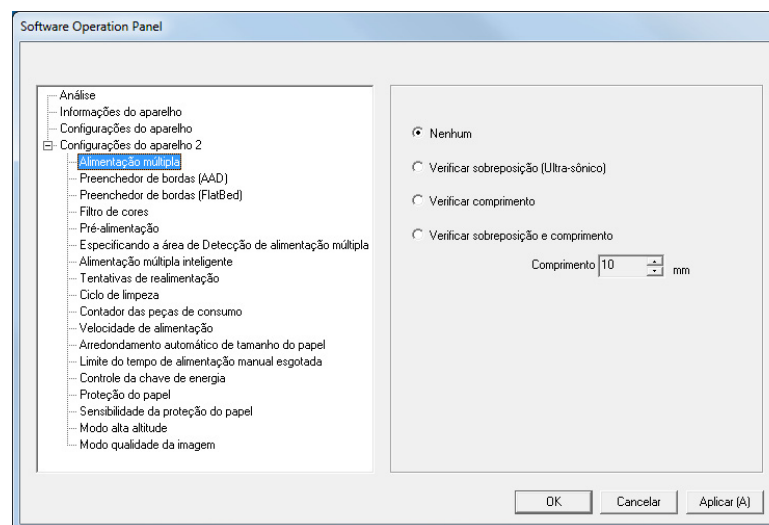 Software Operation Panel
Análise
Informações do aparelho
Configurações do aparelho
Configurações do aparelho 2
Alimentação múltipla
Preenchedor de bordas (AAD)
Preenchedor de bordas (FlatBed)
Filtro de cores
Pré-alimentação
Especificando a área de Detecção de alimentação múltipla
Alimentação múltipla inteligente
Tentativas de realimentação
Ciclo de limpeza
Contador das peças de consumo
Velocidade de alimentação
Arredondamento automático de tamanho do papel
Limite do tempo de alimentação manual esgotada
Controle da chave de energia
Proteção do papel
Sensibilidade da proteção do papel
Modo alta altitude
Modo qualidade da imagem
Nenhum
Verificar sobreposição (Ultra-sônico)
Verificar comprimento
Verificar sobreposição e comprimento
Comprimento 10 mm
OK Cancelar Aplicar (A)